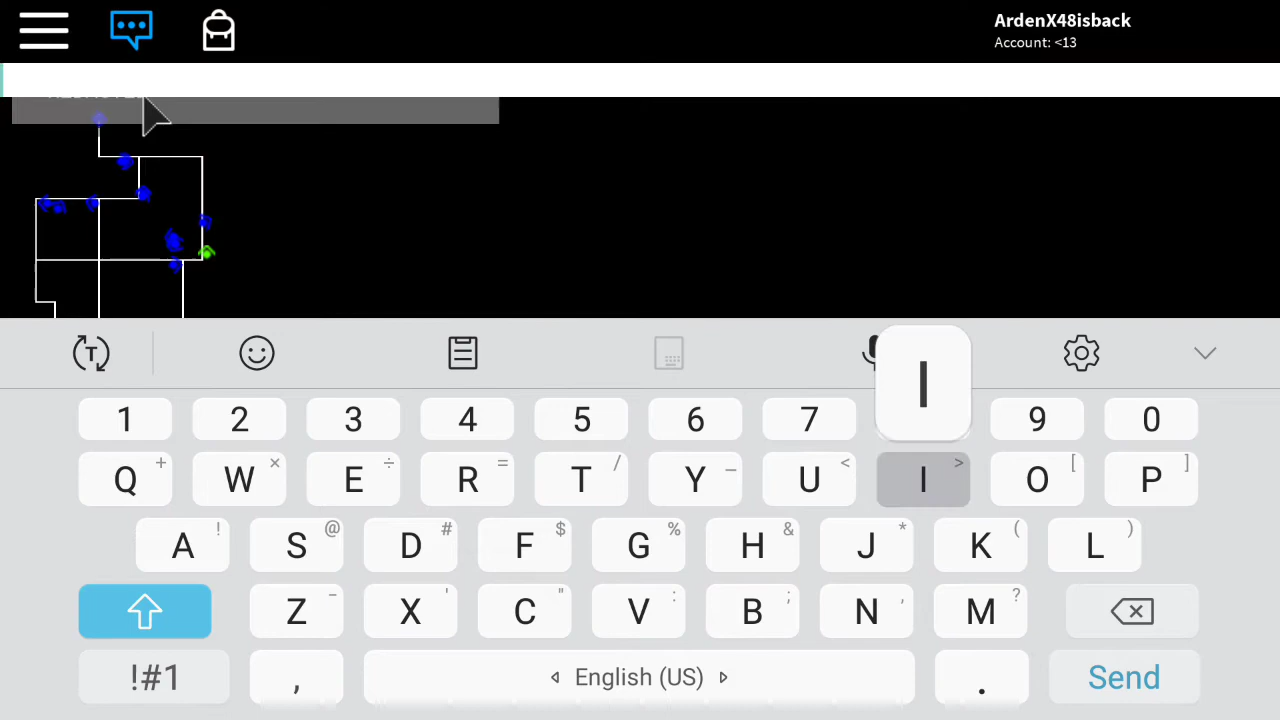 ArdenX48isback
Account: <13
I
1 2 3 4 5 6 7 9 0
Q + W × E ÷ R = T / Y _ U < I > O [ P ]
A ! S @ D # F $ G % H & J * K ( L )
Z - X ' C " V : B ; N , M ?
!#1 , English (US) . Send